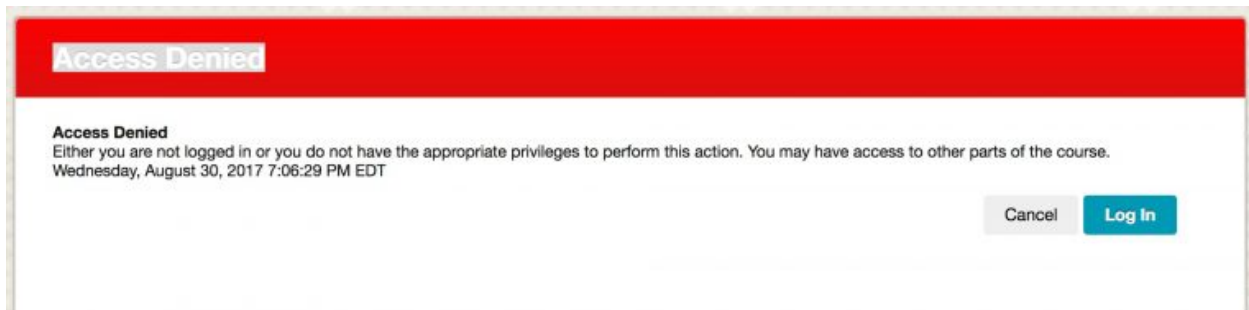 Access Denied
Access Denied
Either you are not logged in or you do not have the appropriate privileges to perform this action. You may have access to other parts of the course.
Wednesday, August 30, 2017 7:06:29 PM EDT
Cancel Log In